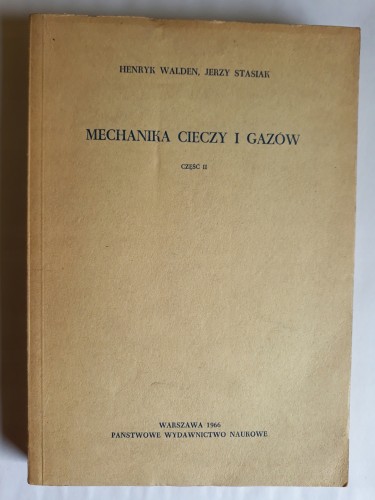 HENRYK WALDEN, JERZY STASIAK
MECHANIKA CIECZY I GAZÓW
CZĘŚĆ II
WARSZAWA 1966
PAŃSTWOWE WYDAWNICTWO NAUKOWE